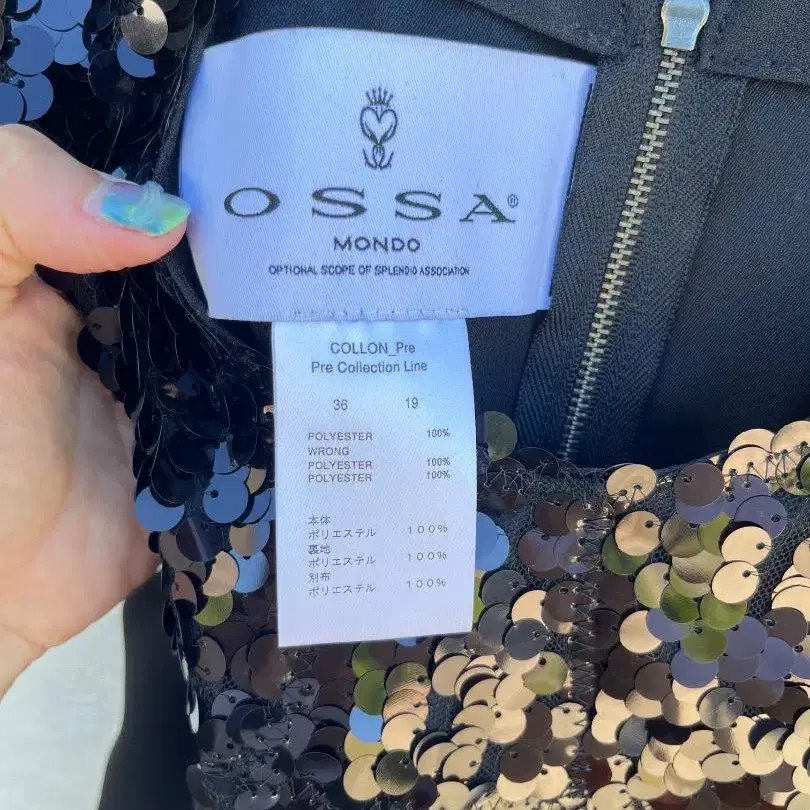 OSSA®
MONDO
OPTIONAL SCOPE OF SPLENDID ASSOCIATION
COLLON_Pre
Pre Collection Line
36 19
POLYESTER 100%
WRONG
POLYESTER 100%
POLYESTER 100%
本体
ポリエステル 100%
裏地
ポリエステル 100%
別布
ポリエステル 100%